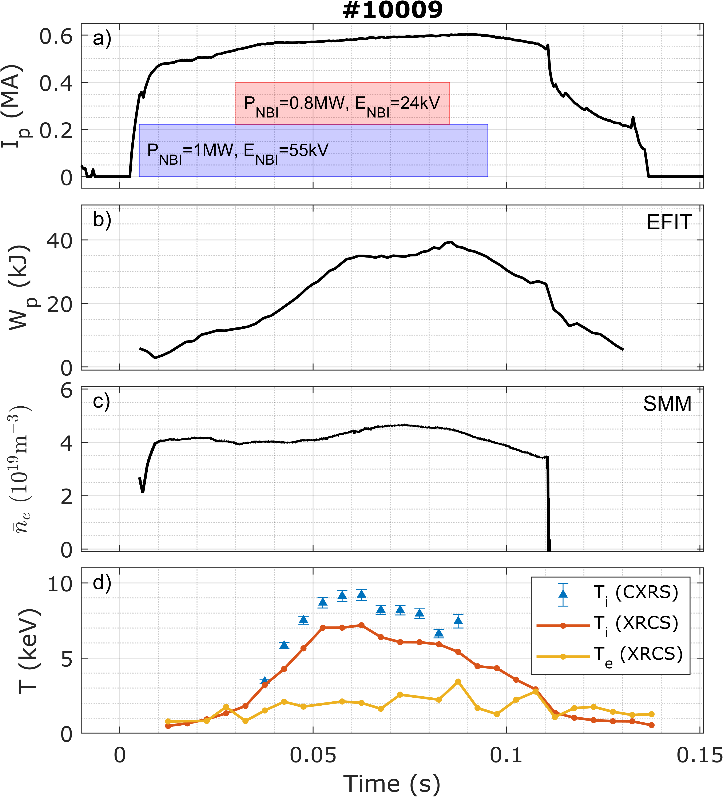 #10009
a)
I_p (MA)
0.6
0.4
0.2
0
P_NBI=0.8MW, E_NBI=24kV
P_NBI=1MW, E_NBI=55kV
b)
EFIT
W_p (kJ)
40
20
0
c)
SMM
n̄_e (10^19 m^−3)
6
4
2
0
d)
T (keV)
10
5
0
T_i (CXRS)
T_i (XRCS)
T_e (XRCS)
0 0.05 0.1 0.15
Time (s)